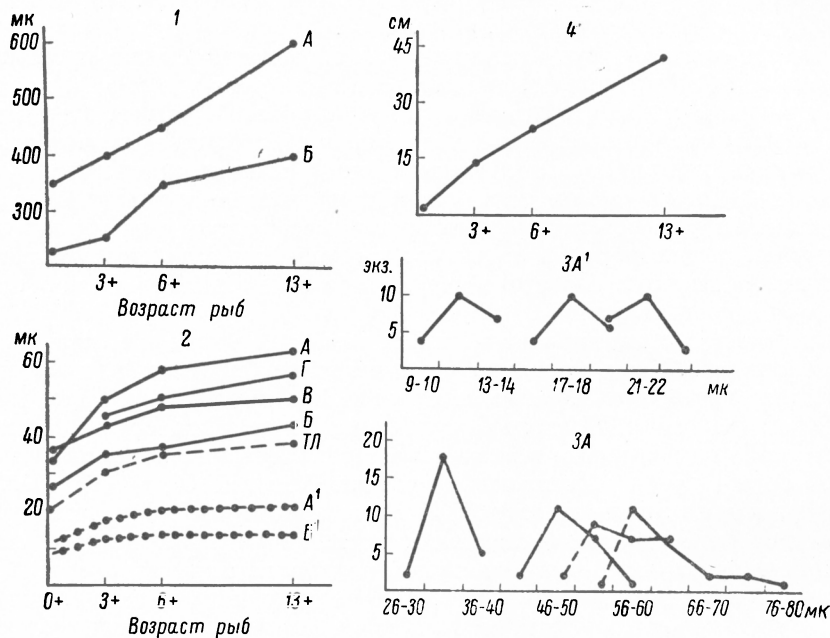 мк
1
600
500
400
300
А
Б
3+
6+
13+
Возраст рыб
см
4
45
30
15
3+
6+
13+
экз.
3А¹
10
5
9-10
13-14
17-18
21-22
мк
мк
2
60
40
20
А
Г
В
Б
ТЛ
А¹
0+
3+
6+
13+
Возраст рыб
3А
20
15
10
5
26-30
36-40
46-50
56-60
66-70
76-80 мк